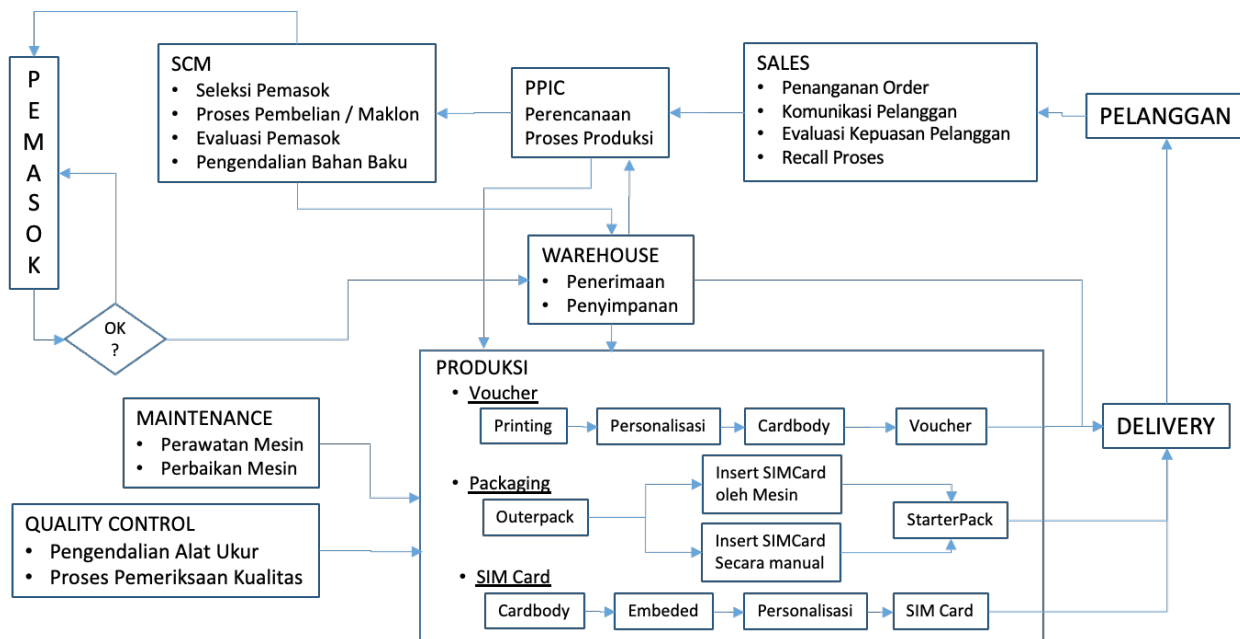 PEMASOK
SCM
• Seleksi Pemasok
• Proses Pembelian / Maklon
• Evaluasi Pemasok
• Pengendalian Bahan Baku
PPIC
Perencanaan
Proses Produksi
SALES
• Penanganan Order
• Komunikasi Pelanggan
• Evaluasi Kepuasan Pelanggan
• Recall Proses
PELANGGAN
WAREHOUSE
• Penerimaan
• Penyimpanan
OK
?
MAINTENANCE
• Perawatan Mesin
• Perbaikan Mesin
QUALITY CONTROL
• Pengendalian Alat Ukur
• Proses Pemeriksaan Kualitas
PRODUKSI
• Voucher
Printing
Personalisasi
Cardbody
Voucher
• Packaging
Outerpack
Insert SIMCard
oleh Mesin
Insert SIMCard
Secara manual
StarterPack
• SIM Card
Cardbody
Embeded
Personalisasi
SIM Card
DELIVERY